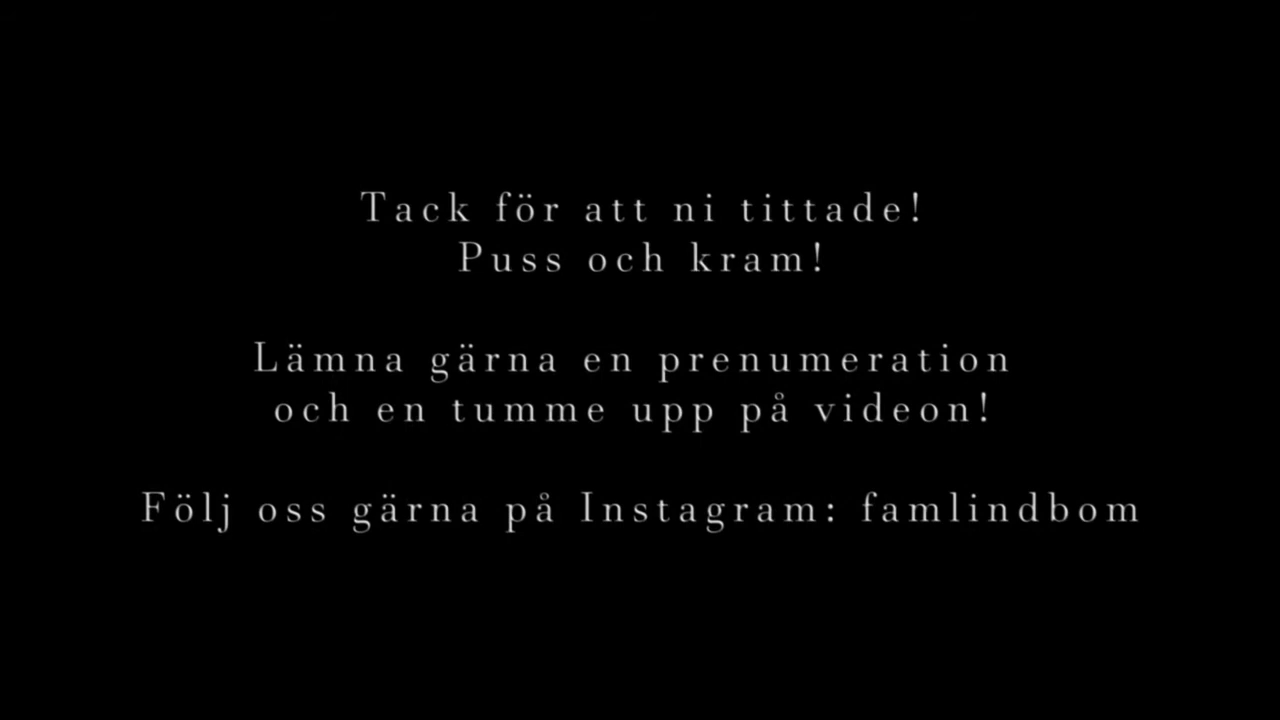 Tack för att ni tittade!
Puss och kram!
Lämna gärna en prenumeration
och en tumme upp på videon!
Följ oss gärna på Instagram: famlindbom